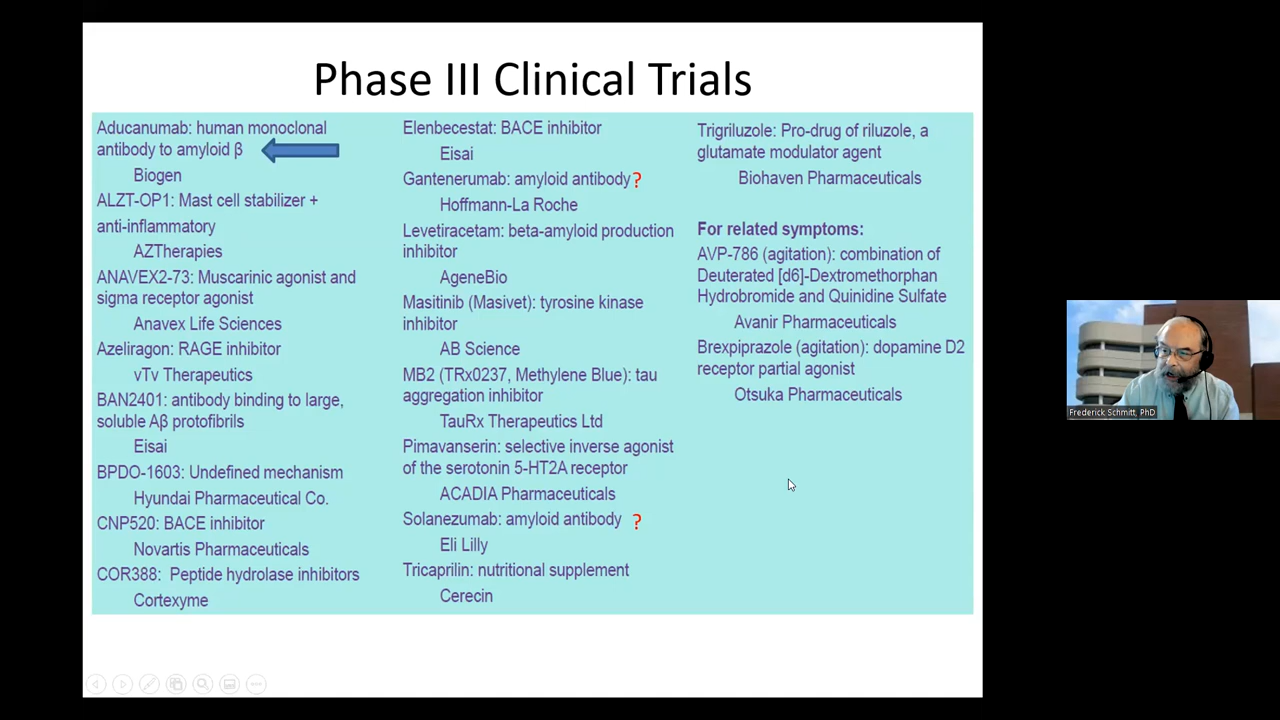 Phase III Clinical Trials
Aducanumab: human monoclonal
antibody to amyloid β
Biogen
ALZT-OP1: Mast cell stabilizer +
anti-inflammatory
AZTherapies
ANAVEX2-73: Muscarinic agonist and
sigma receptor agonist
Anavex Life Sciences
Azeliragon: RAGE inhibitor
vTv Therapeutics
BAN2401: antibody binding to large,
soluble Aβ protofibrils
Eisai
BPDO-1603: Undefined mechanism
Hyundai Pharmaceutical Co.
CNP520: BACE inhibitor
Novartis Pharmaceuticals
COR388: Peptide hydrolase inhibitors
Cortexyme
Elenbecestat: BACE inhibitor
Eisai
Gantenerumab: amyloid antibody ?
Hoffmann-La Roche
Levetiracetam: beta-amyloid production
inhibitor
AgeneBio
Masitinib (Masivet): tyrosine kinase
inhibitor
AB Science
MB2 (TRx0237, Methylene Blue): tau
aggregation inhibitor
TauRx Therapeutics Ltd
Pimavanserin: selective inverse agonist
of the serotonin 5-HT2A receptor
ACADIA Pharmaceuticals
Solanezumab: amyloid antibody ?
Eli Lilly
Tricaprilin: nutritional supplement
Cerecin
Trigriluzole: Pro-drug of riluzole, a
glutamate modulator agent
Biohaven Pharmaceuticals
For related symptoms:
AVP-786 (agitation): combination of
Deuterated [d6]-Dextromethorphan
Hydrobromide and Quinidine Sulfate
Avanir Pharmaceuticals
Brexpiprazole (agitation): dopamine D2
receptor partial agonist
Otsuka Pharmaceuticals
Frederick Schmitt, PhD